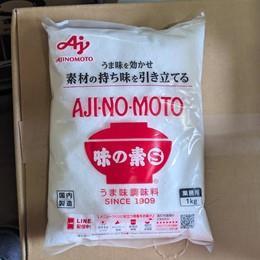 Aj
AJINOMOTO
うま味を効かせ
素材の持ち味を引き立てる
AJI-NO-MOTO
味の素S
うま味調味料
SINCE 1909
国内
製造
業務用
1kg
LINE